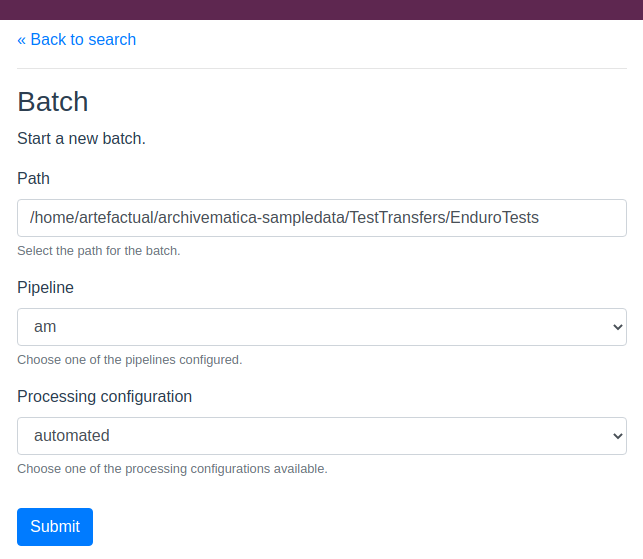 « Back to search
Batch
Start a new batch.
Path
/home/artefactual/archivematica-sampledata/TestTransfers/EnduroTests
Select the path for the batch.
Pipeline
am
Choose one of the pipelines configured.
Processing configuration
automated
Choose one of the processing configurations available.
Submit